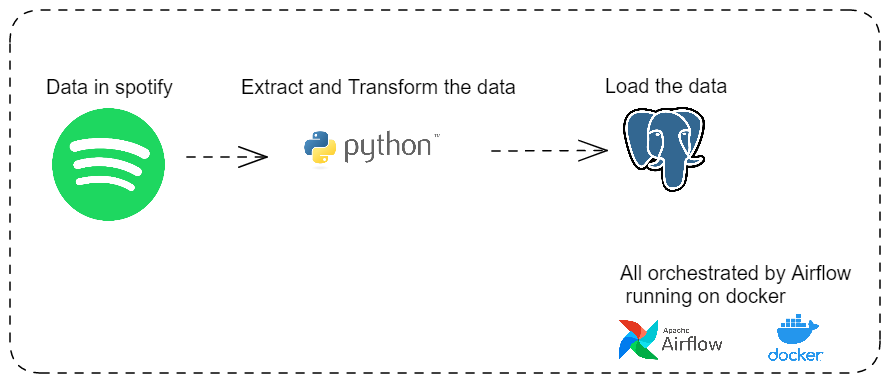 Data in spotify
Extract and Transform the data
Load the data
python™
All orchestrated by Airflow
running on docker
Apache
Airflow
docker